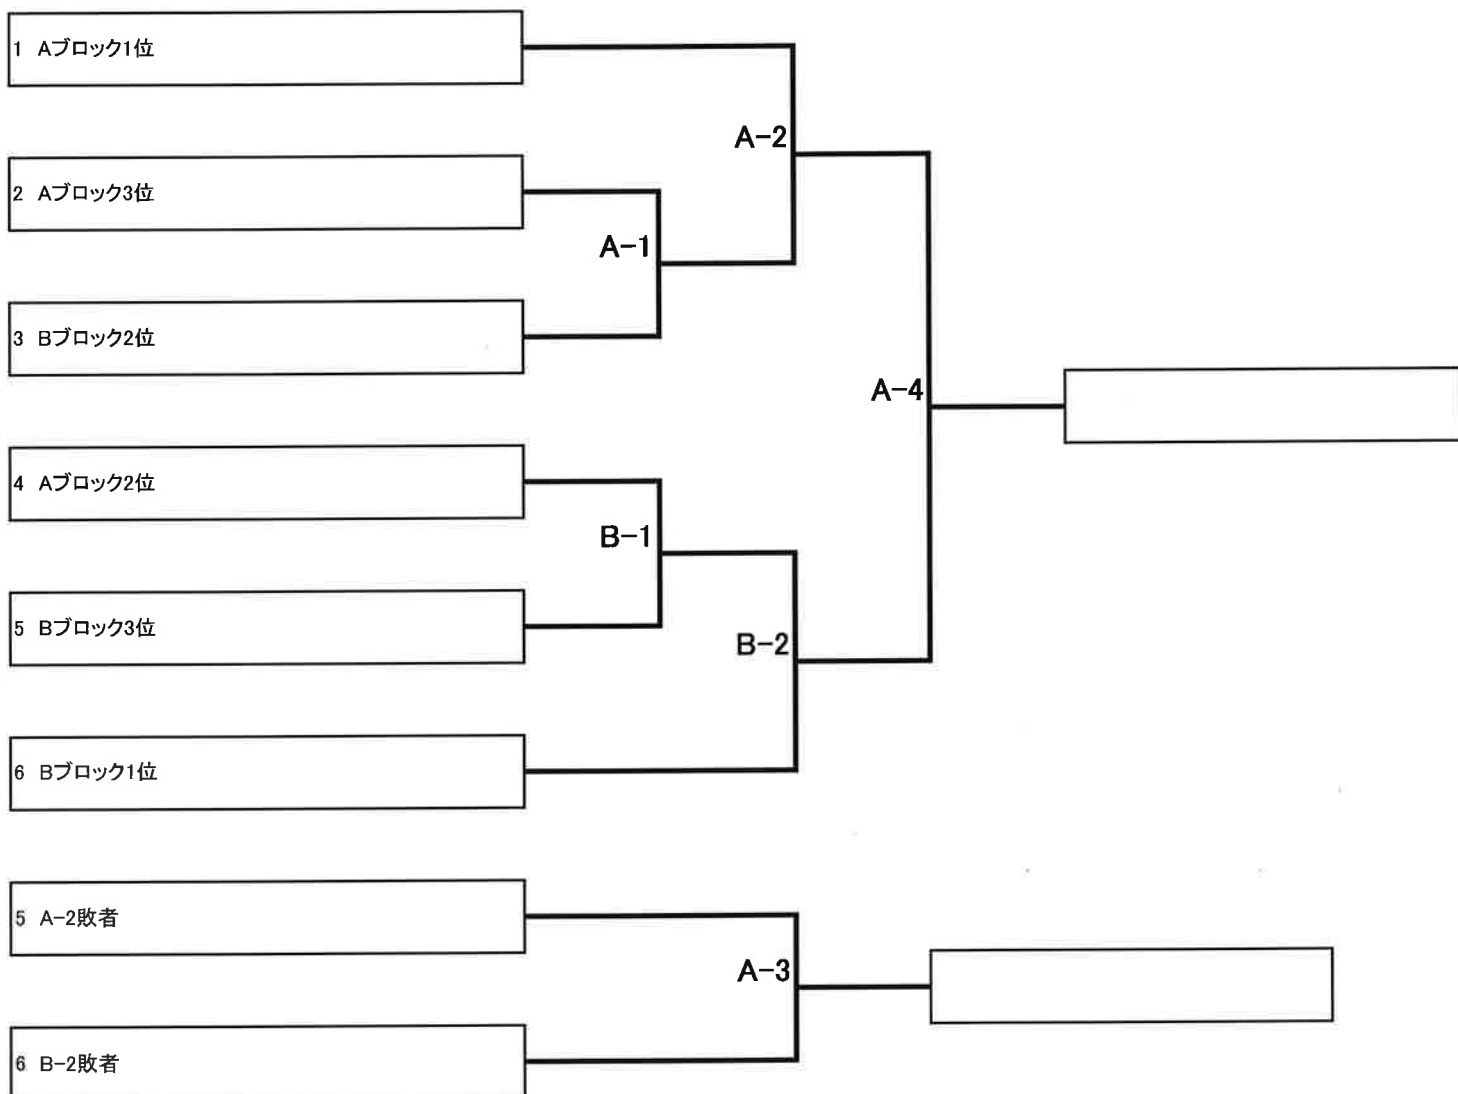 1 Aブロック1位
A-2
2 Aブロック3位
A-1
3 Bブロック2位
A-4
4 Aブロック2位
B-1
5 Bブロック3位
B-2
6 Bブロック1位
5 A-2敗者
A-3
6 B-2敗者